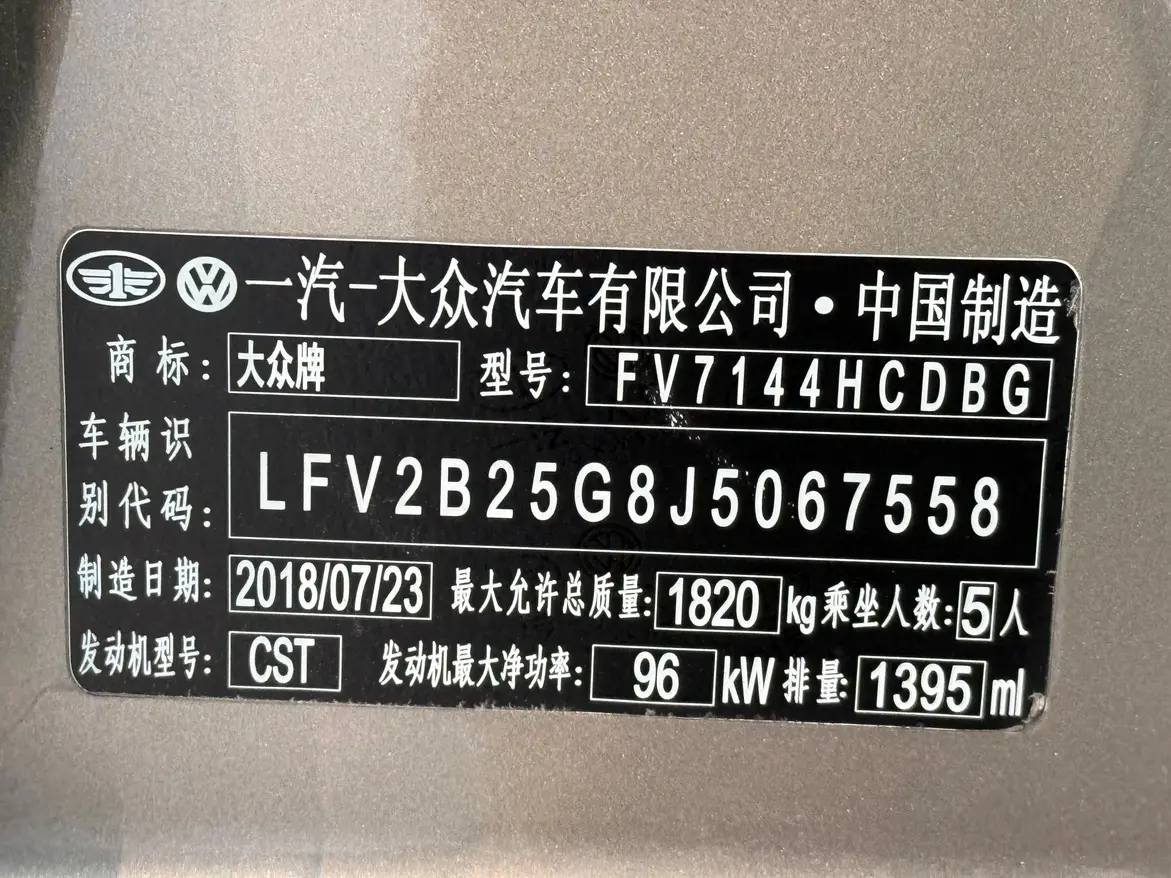 一汽-大众汽车有限公司·中国制造
商标: 大众牌 型号: FV7144HCDBG
车辆识别代码: LFV2B25G8J5067558
制造日期: 2018/07/23 最大允许总质量: 1820 kg 乘坐人数: 5 人
发动机型号: CST 发动机最大净功率: 96 kW 排量: 1395 ml